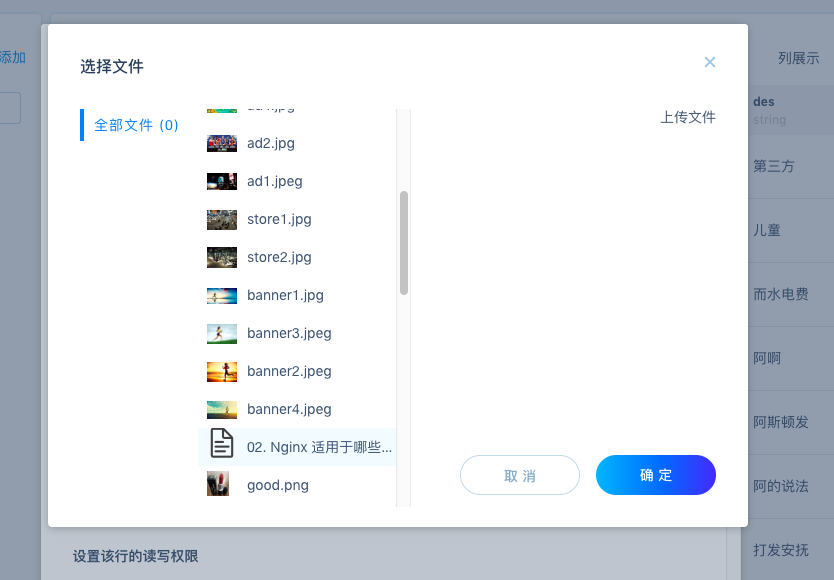 添加
选择文件
列展示
全部文件 (0)
ad2.jpg
ad1.jpeg
store1.jpg
store2.jpg
banner1.jpg
banner3.jpeg
banner2.jpeg
banner4.jpeg
02. Nginx 适用于哪些...
good.png
上传文件
取 消
确 定
des
string
第三方
儿童
而水电费
阿啊
阿斯顿发
阿的说法
打发安抚
设置该行的读写权限